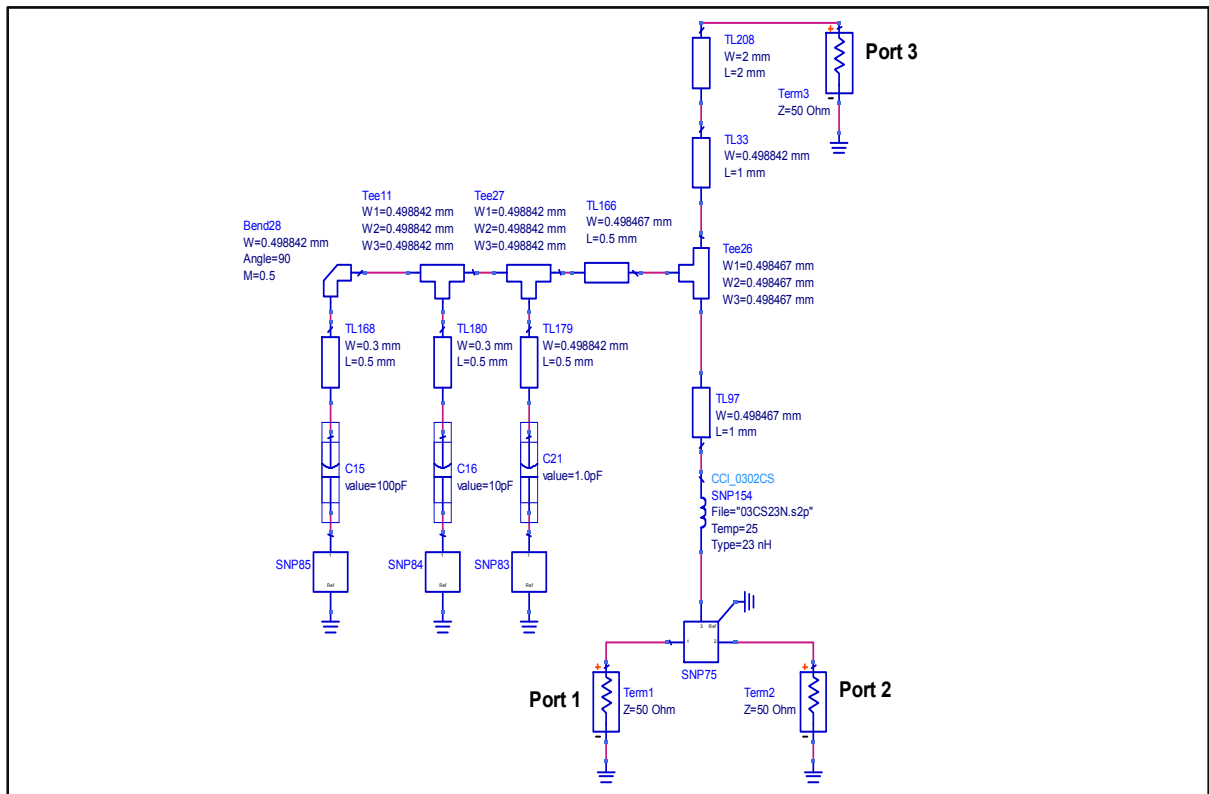 TL208
W=2 mm
L=2 mm
+
Port 3
Term3
Z=50 Ohm
-
TL33
W=0.498842 mm
L=1 mm
Tee11
W1=0.498842 mm
W2=0.498842 mm
W3=0.498842 mm
Tee27
W1=0.498842 mm
W2=0.498842 mm
W3=0.498842 mm
TL166
W=0.498467 mm
L=0.5 mm
Bend28
W=0.498842 mm
Angle=90
M=0.5
Tee26
W1=0.498467 mm
W2=0.498467 mm
W3=0.498467 mm
TL168
W=0.3 mm
L=0.5 mm
TL180
W=0.3 mm
L=0.5 mm
TL179
W=0.498842 mm
L=0.5 mm
TL97
W=0.498467 mm
L=1 mm
C15
value=100pF
C16
value=10pF
C21
value=1.0pF
CCI_0302CS
SNP154
File="03CS23N.s2p"
Temp=25
Type=23 nH
SNP85
1
Ref
SNP84
1
Ref
SNP83
1
Ref
3 Ref
1 2
SNP75
Port 1
+
Term1
Z=50 Ohm
-
+
Term2
Z=50 Ohm
-
Port 2